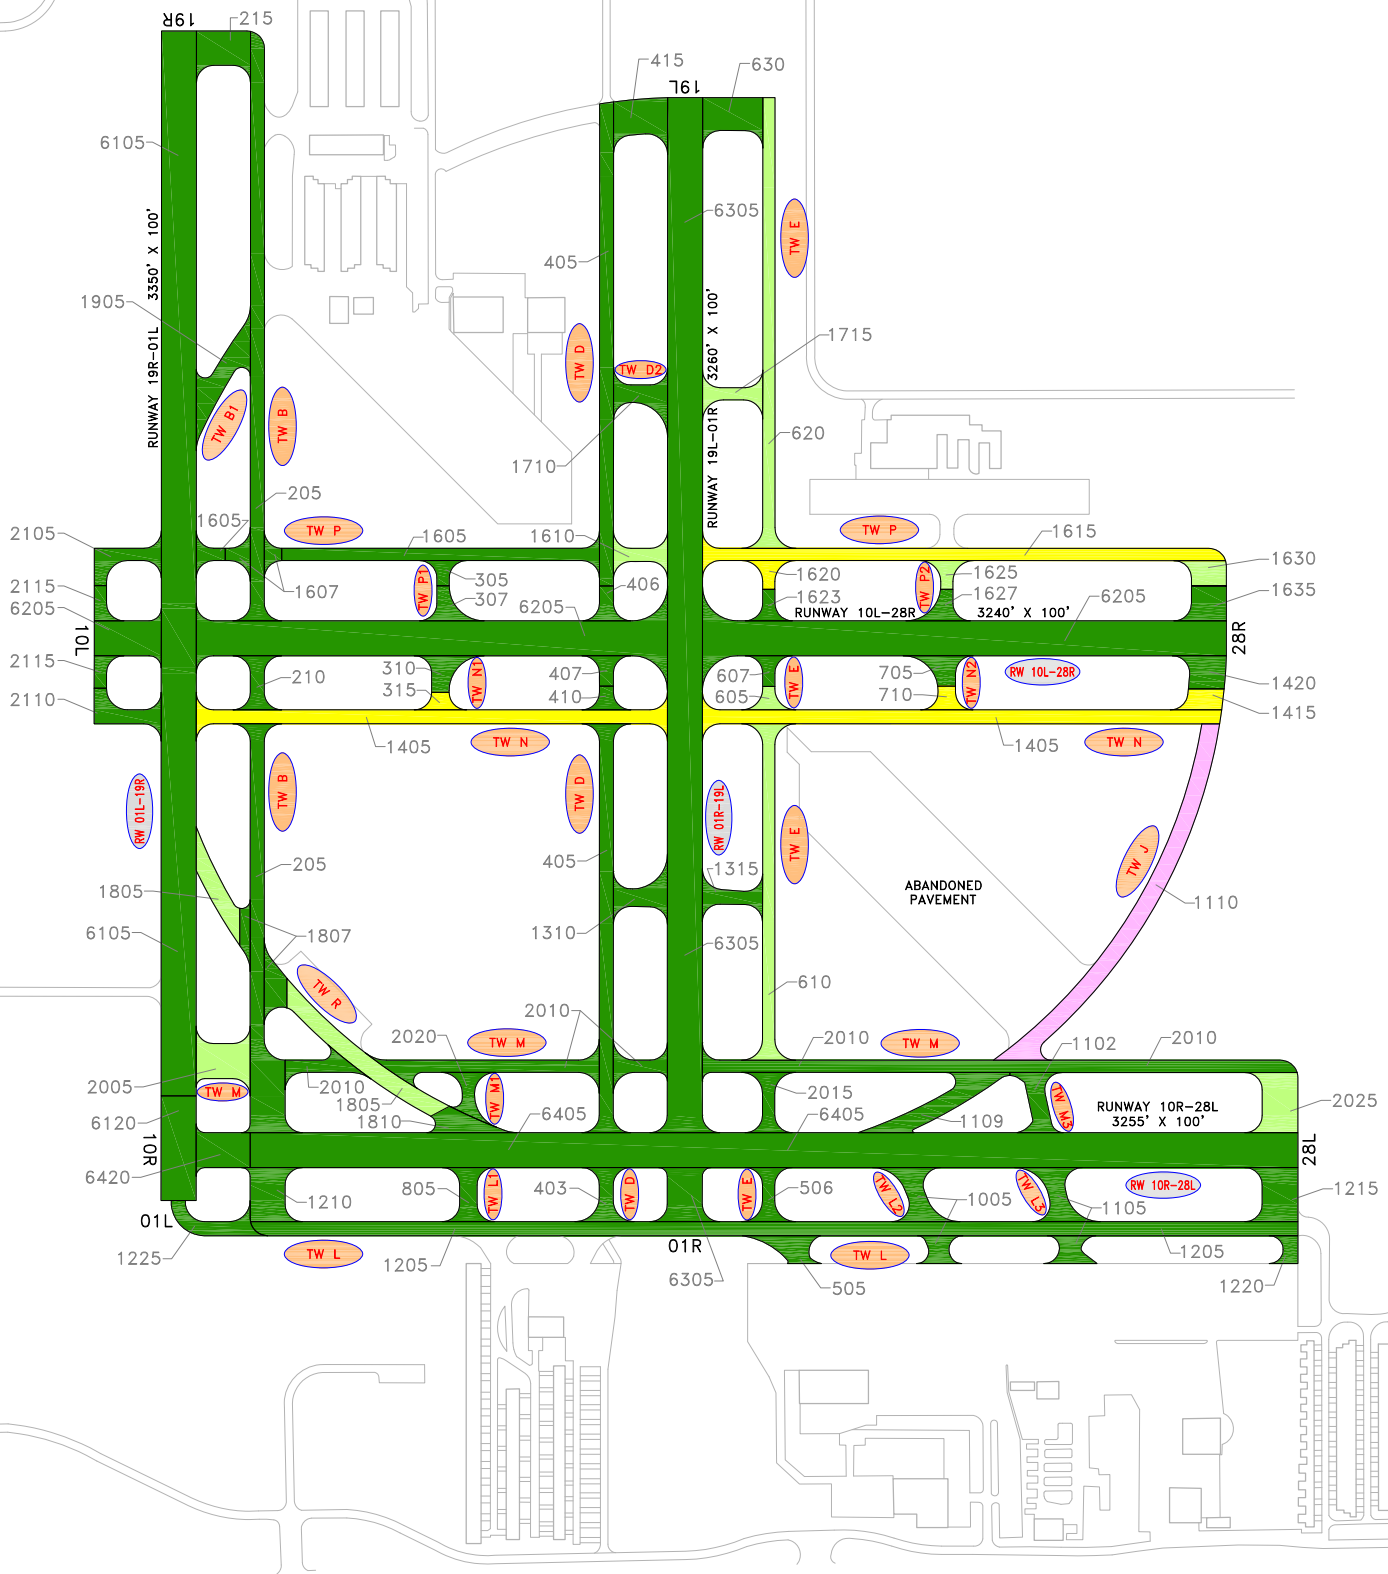 19R
215
415
19L
630
6105
6305
TW E
405
RUNWAY 19R-01L 3350' X 100'
1905
3260' X 100'
1715
TW D
TW D2
TW B1
TW B
620
1710
RUNWAY 19L-01R
205
1605
TW P
1605
1610
TW P
1615
2105
2115
6205
1607
TW P1
305
307
6205
406
1620
1623
TW P2
1625
1627
6205
1630
1635
RUNWAY 10L-28R 3240' X 100'
10L
28R
2115
2110
210
310
315
TW N1
407
410
607
605
TW E
705
710
TW N2
RW 10L-28R
1420
1415
1405
TW N
1405
TW N
RW 01L-19R
TW B
TW D
RW 01R-19L
TW E
TW J
205
405
1315
1805
ABANDONED
PAVEMENT
1110
6105
1807
1310
6305
TW R
610
2020
TW M
2010
TW M
2010
1102
2010
2005
TW M
2010
1805
TW M1
2015
TW M3
2025
6120
1810
6405
6405
1109
RUNWAY 10R-28L
3255' X 100'
10R
28L
6420
1210
805
TW L1
403
TW D
TW E
506
TW L2
1005
TW L3
1105
RW 10R-28L
1215
01L
1225
TW L
1205
01R
6305
TW L
505
1205
1220